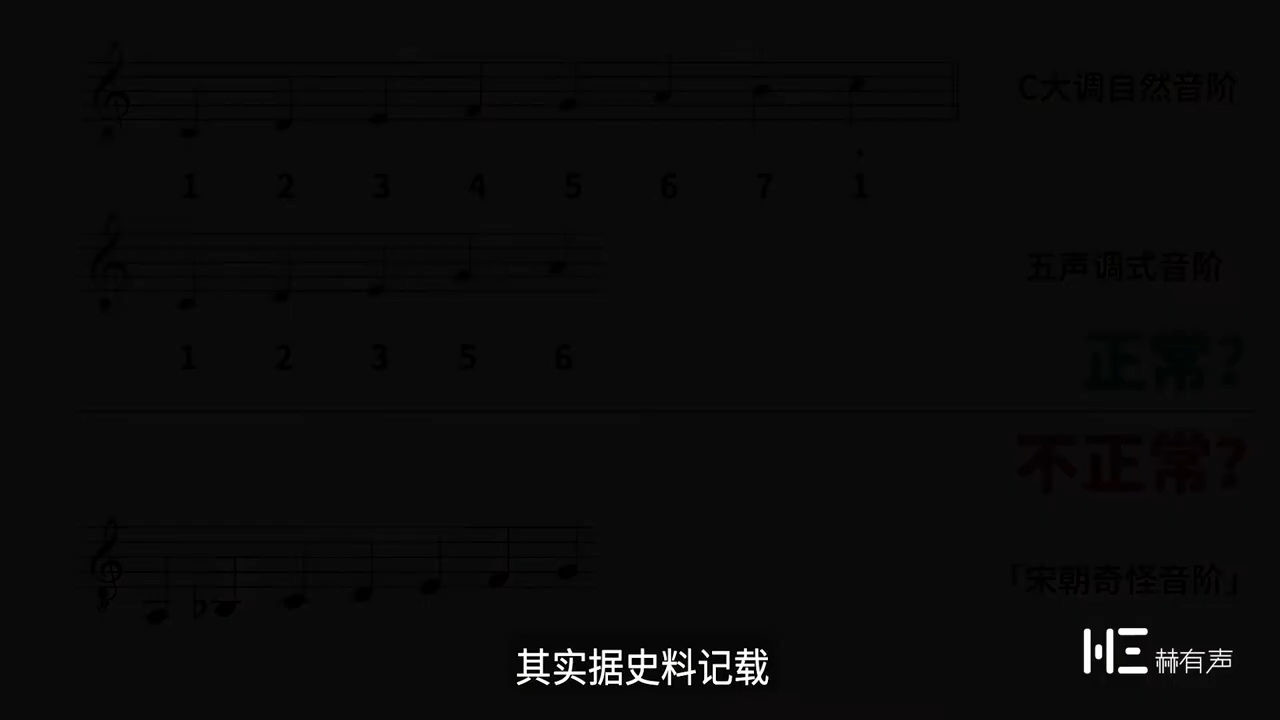 C大调自然音阶
1 2 3 4 5 6 7 1
五声调式音阶
1 2 3 5 6
正常?
不正常?
「宋朝奇怪音阶」
HE 赫有声
其实据史料记载